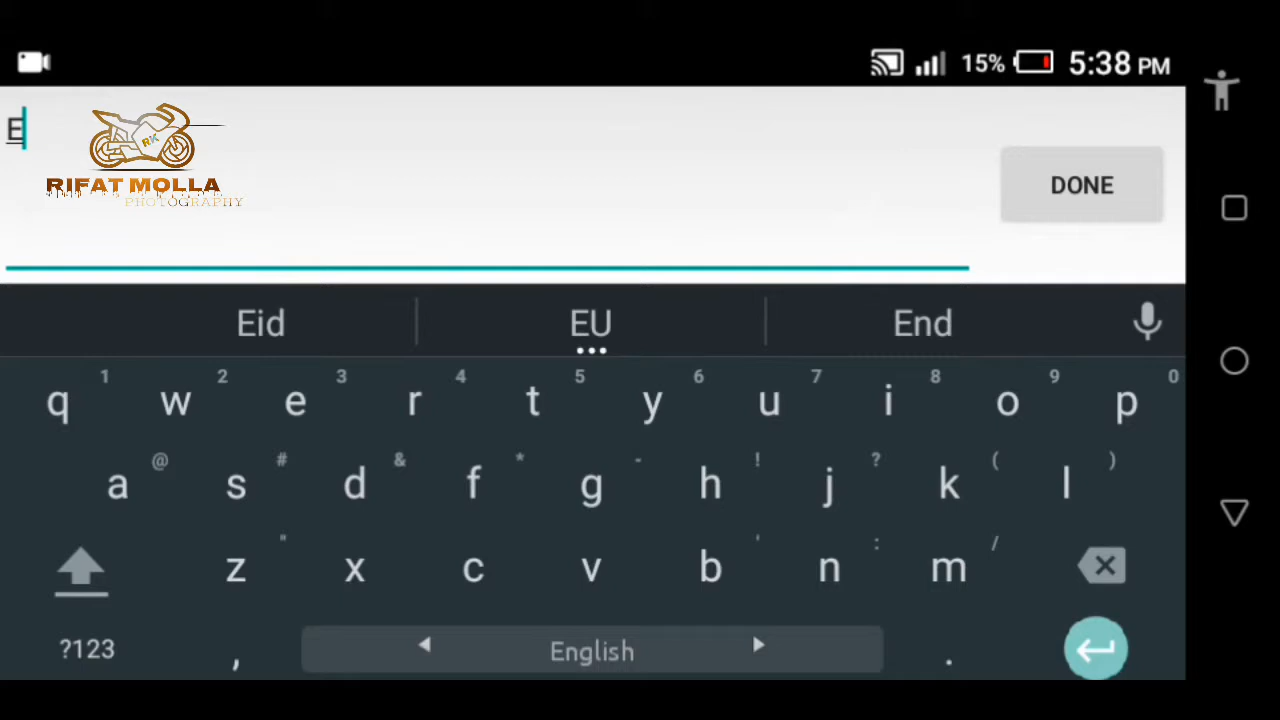 15% 5:38 PM
E
RK
RIFAT MOLLA
PHOTOGRAPHY
DONE
Eid EU End
1 2 3 4 5 6 7 8 9 0
q w e r t y u i o p
@ # & * - ! ? ( )
a s d f g h j k l
" ' : /
z x c v b n m
?123 , English .